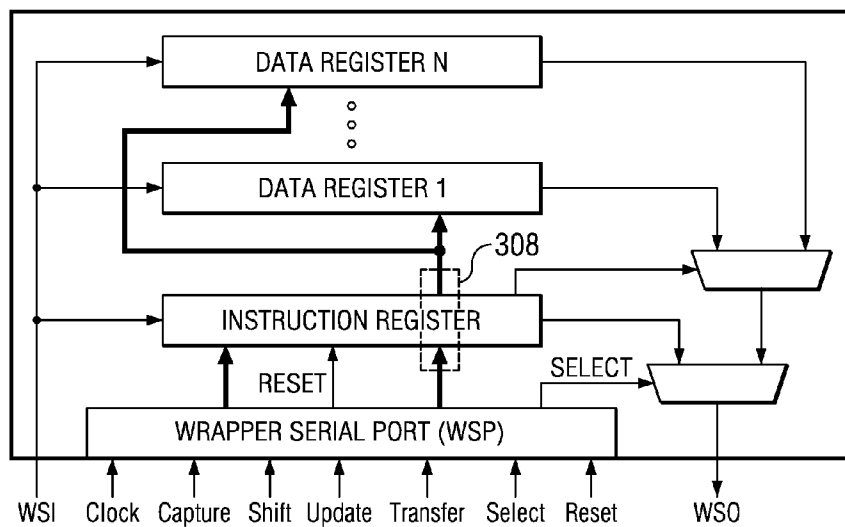 DATA REGISTER N
DATA REGISTER 1
308
INSTRUCTION REGISTER
RESET
SELECT
WRAPPER SERIAL PORT (WSP)
WSI Clock Capture Shift Update Transfer Select Reset WSO